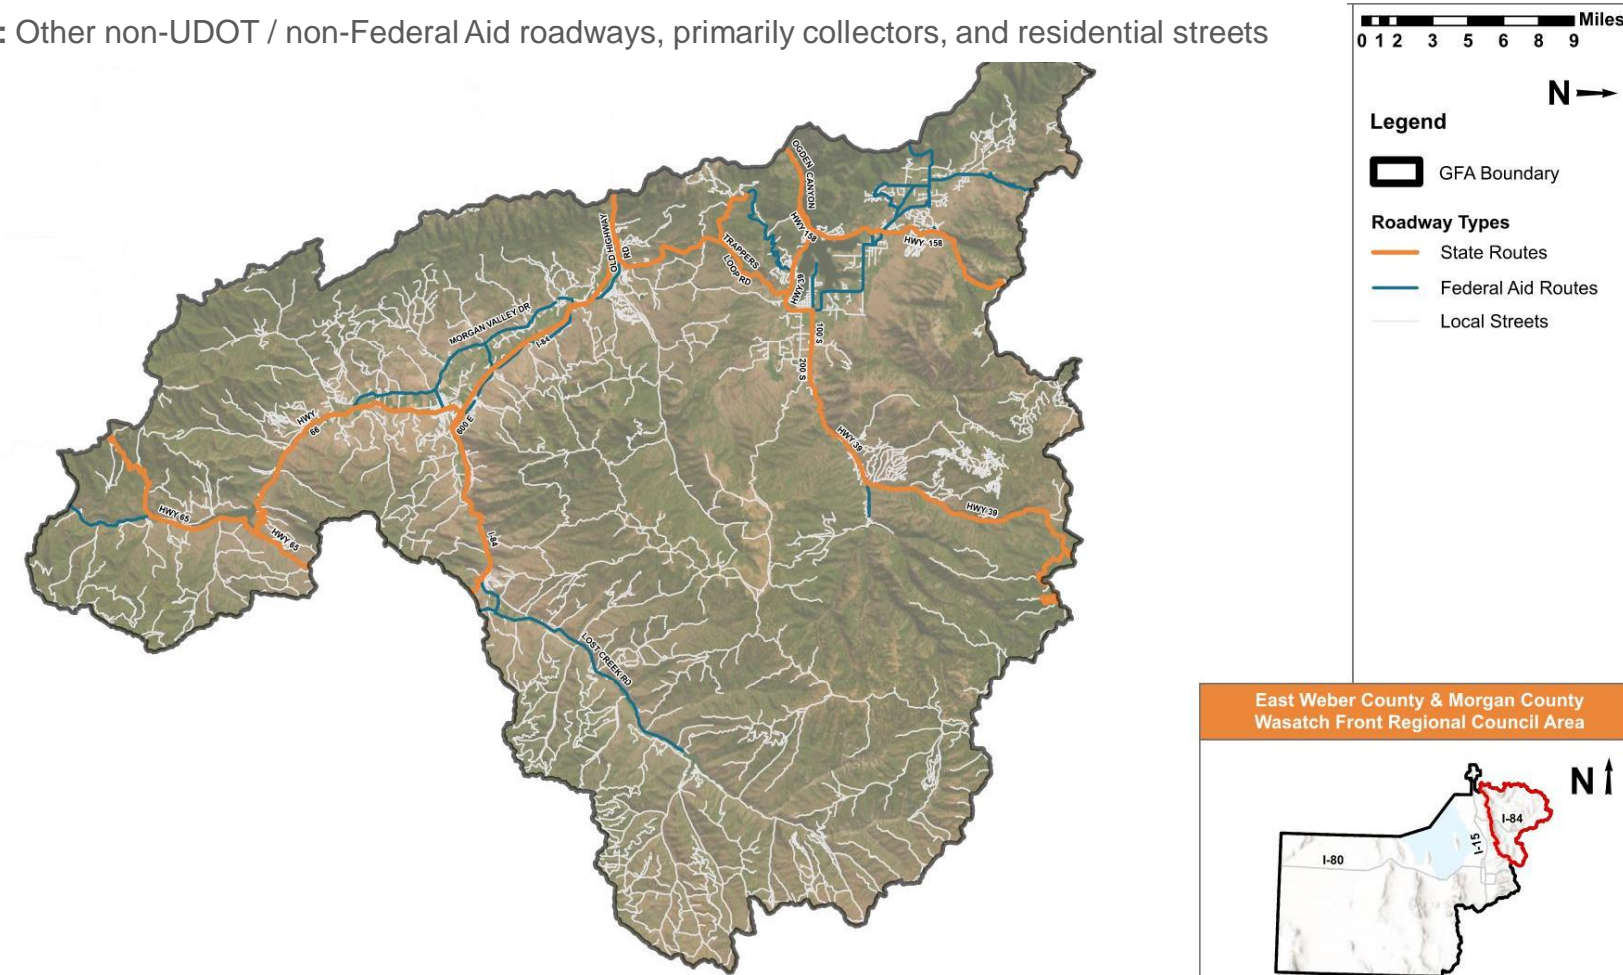 : Other non-UDOT / non-Federal Aid roadways, primarily collectors, and residential streets
Miles
0 1 2 3 5 6 8 9
N
Legend
GFA Boundary
Roadway Types
State Routes
Federal Aid Routes
Local Streets
OGDEN CANYON
HWY 158
HWY 158
OLD HIGHWAY
RD
TRAPPERS
LOOP RD
HWY 39
MORGAN VALLEY DR
I-84
100 S
200 S
HWY
66
600 E
HWY 39
HWY 39
HWY 65
HWY 65
I-84
LOST CREEK RD
East Weber County & Morgan County
Wasatch Front Regional Council Area
N
I-84
I-15
I-80